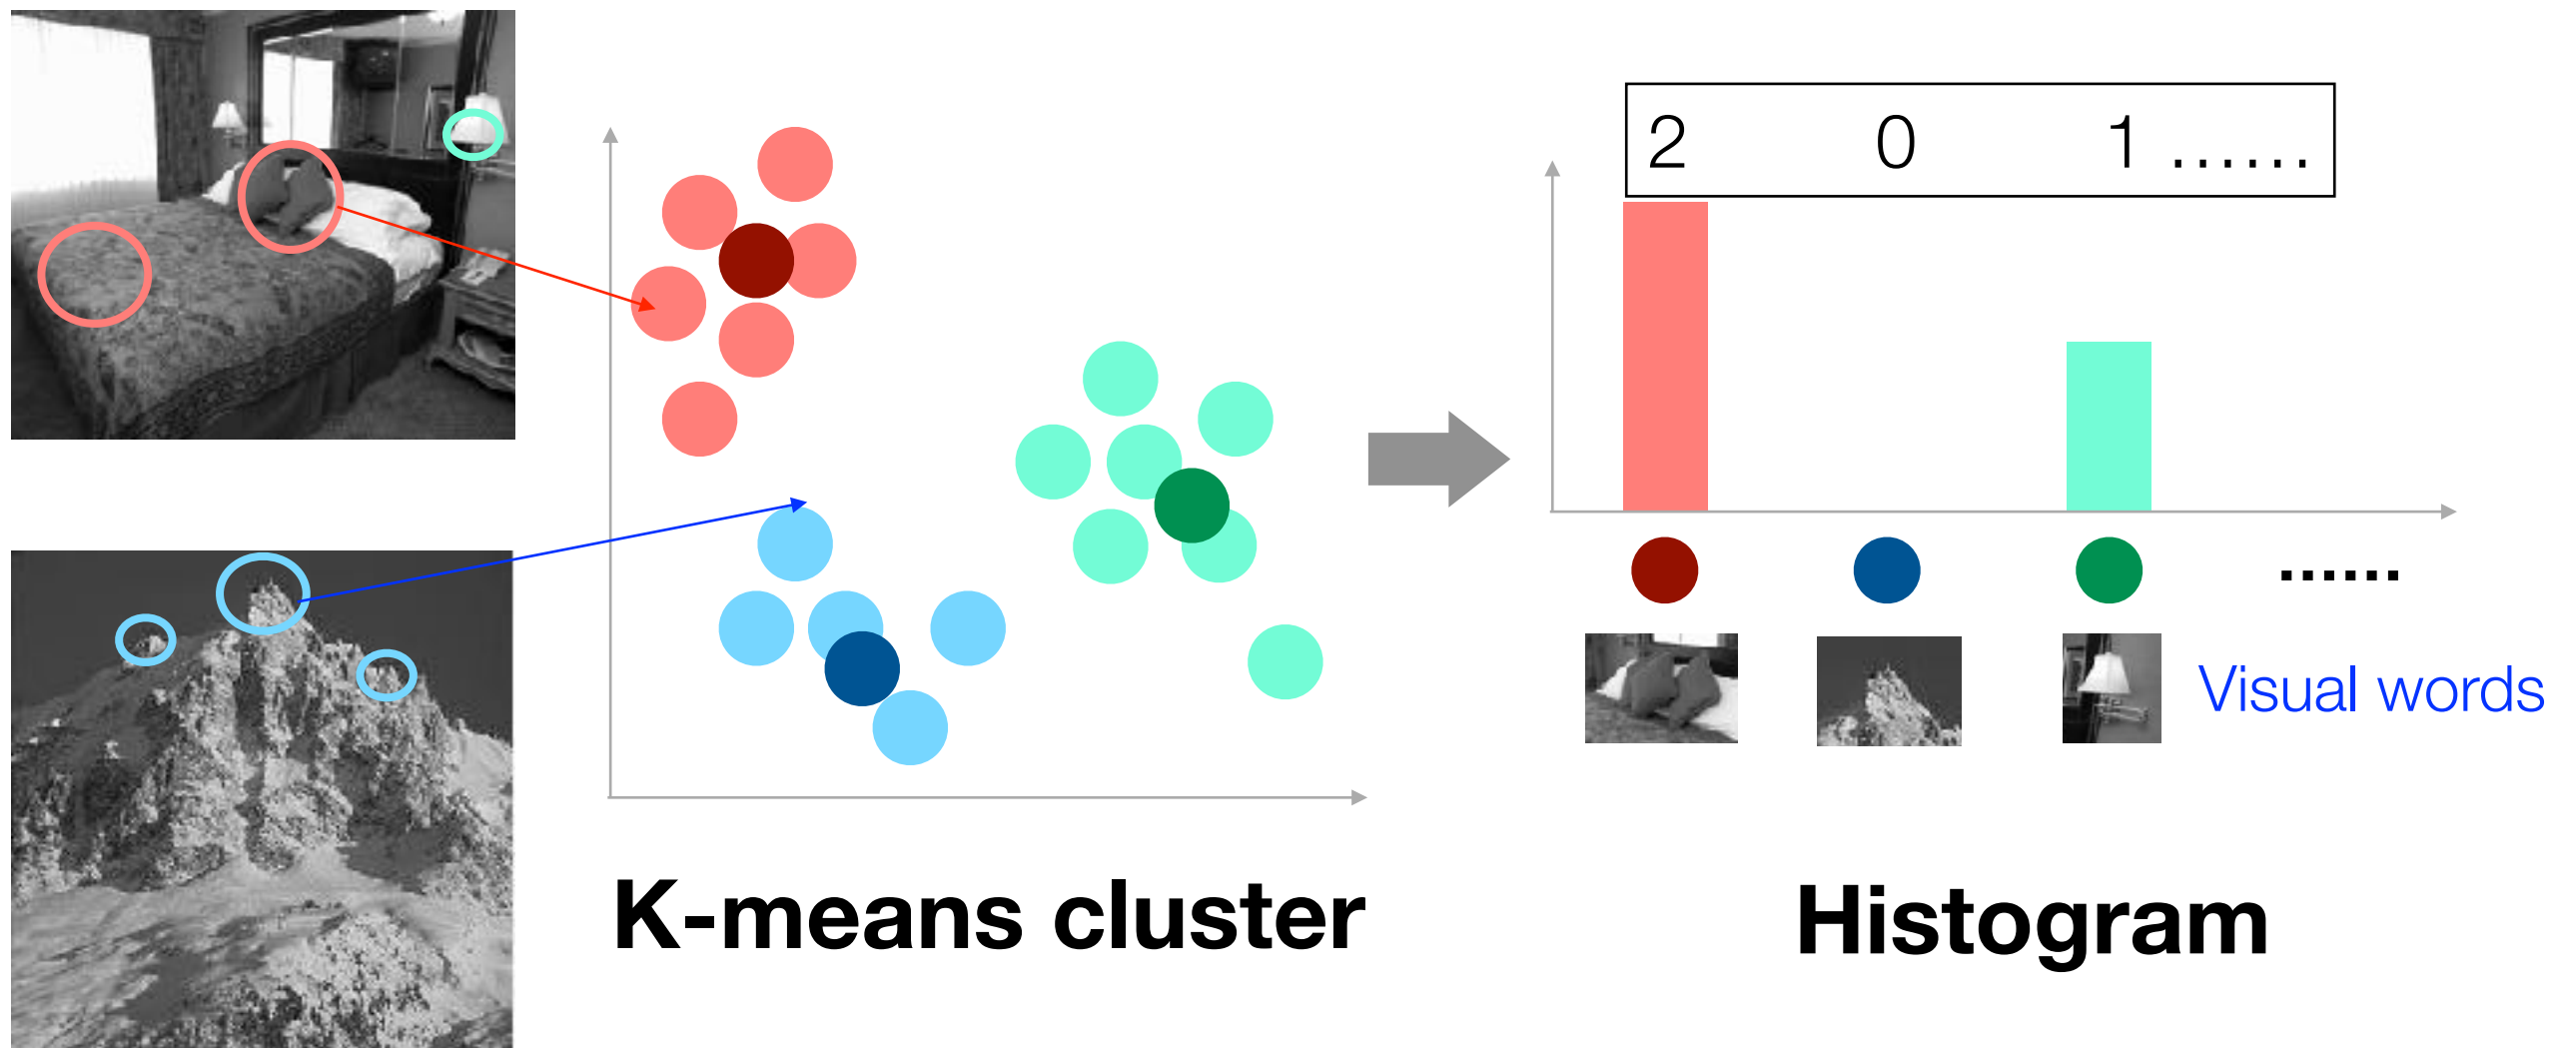 2 0 1 ......
......
Visual words
K-means cluster
Histogram